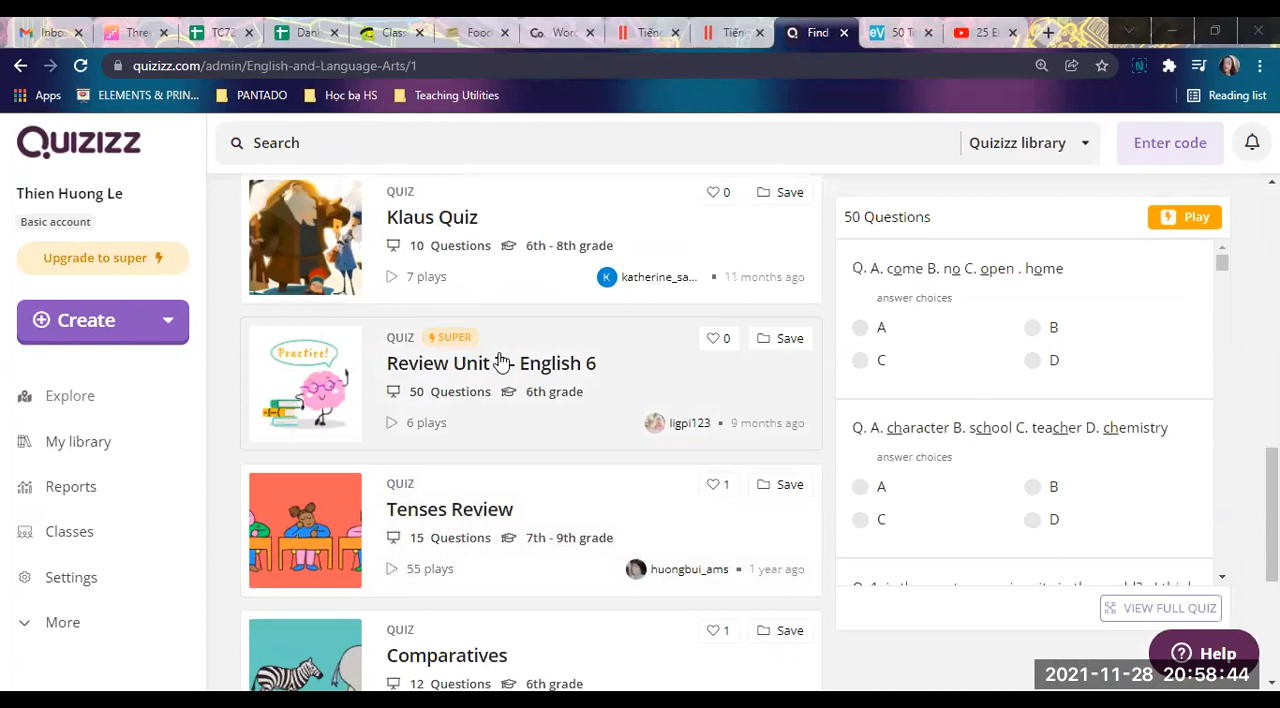 Inbo
Thre
TC72
Danl
Class
Food
Co Wor
Tiến
Tiến
Find
eV 50 T
25 E
quizizz.com/admin/English-and-Language-Arts/1
Apps
ELEMENTS & PRIN...
PANTADO
Học bạ HS
Teaching Utilities
Reading list
QUIZIZZ
Search
Quizizz library
Enter code
Thien Huong Le
Basic account
Upgrade to super
Create
Explore
My library
Reports
Classes
Settings
More
QUIZ
0
Save
Klaus Quiz
10 Questions 6th - 8th grade
7 plays
K katherine_sa... 11 months ago
Practice!
QUIZ SUPER
0
Save
Review Unit - English 6
50 Questions 6th grade
6 plays
ligpi123 9 months ago
QUIZ
1
Save
Tenses Review
15 Questions 7th - 9th grade
55 plays
huongbui_ams 1 year ago
QUIZ
1
Save
Comparatives
12 Questions 6th grade
50 Questions
Play
Q. A. come B. no C. open . home
answer choices
A
B
C
D
Q. A. character B. school C. teacher D. chemistry
answer choices
A
B
C
D
VIEW FULL QUIZ
Help
2021-11-28 20:58:44